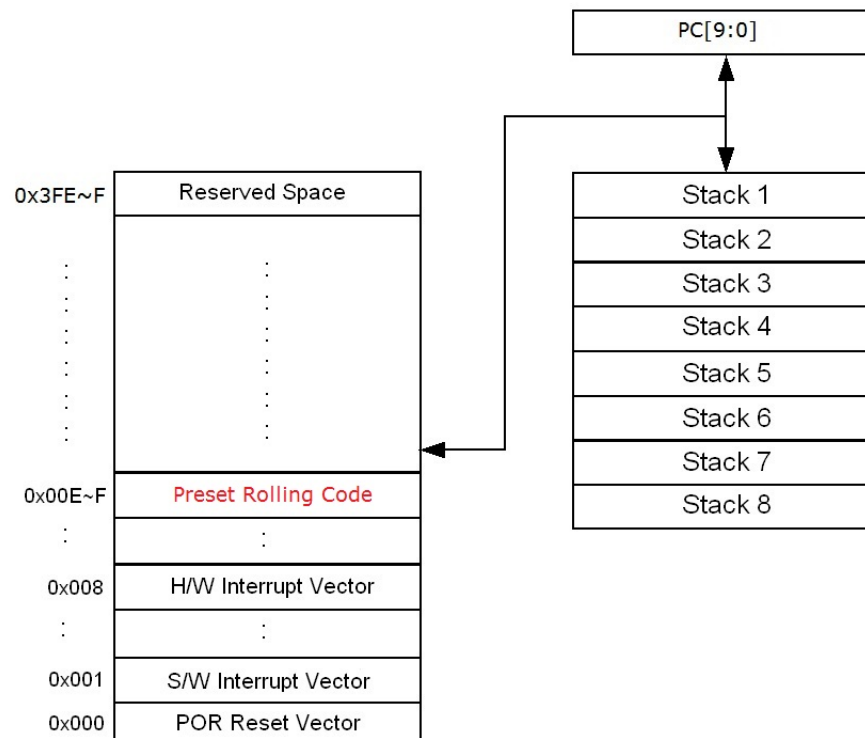 PC[9:0]
0x3FE~F Reserved Space
Stack 1
Stack 2
Stack 3
Stack 4
Stack 5
Stack 6
Stack 7
Stack 8
0x00E~F Preset Rolling Code
0x008 H/W Interrupt Vector
0x001 S/W Interrupt Vector
0x000 POR Reset Vector